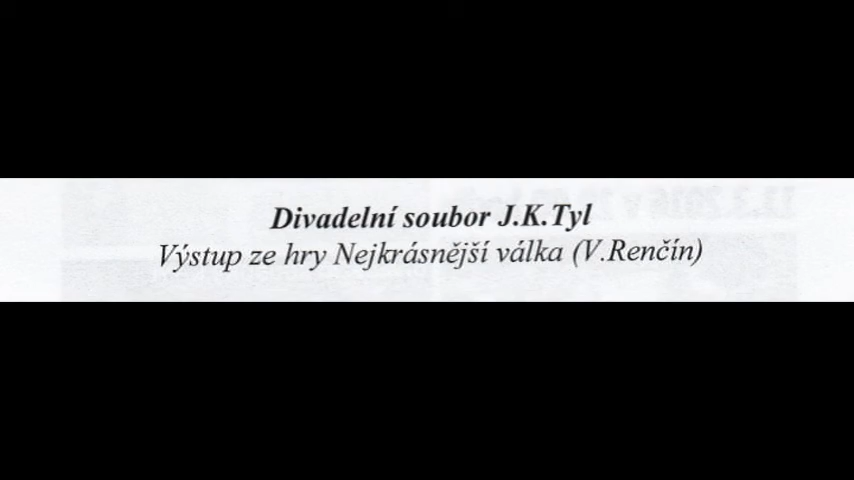 Divadelní soubor J.K.Tyl
Výstup ze hry Nejkrásnější válka (V.Renčín)